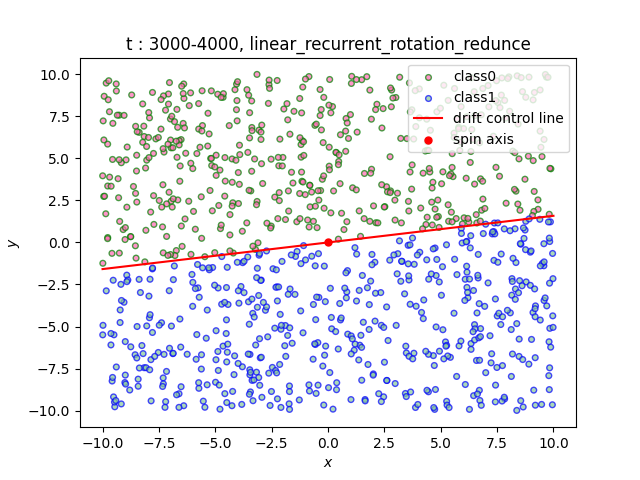 t : 3000-4000, linear_recurrent_rotation_redunce
class0
class1
drift control line
spin axis
10.0
7.5
5.0
2.5
0.0
−2.5
−5.0
−7.5
−10.0
y
−10.0 −7.5 −5.0 −2.5 0.0 2.5 5.0 7.5 10.0
x